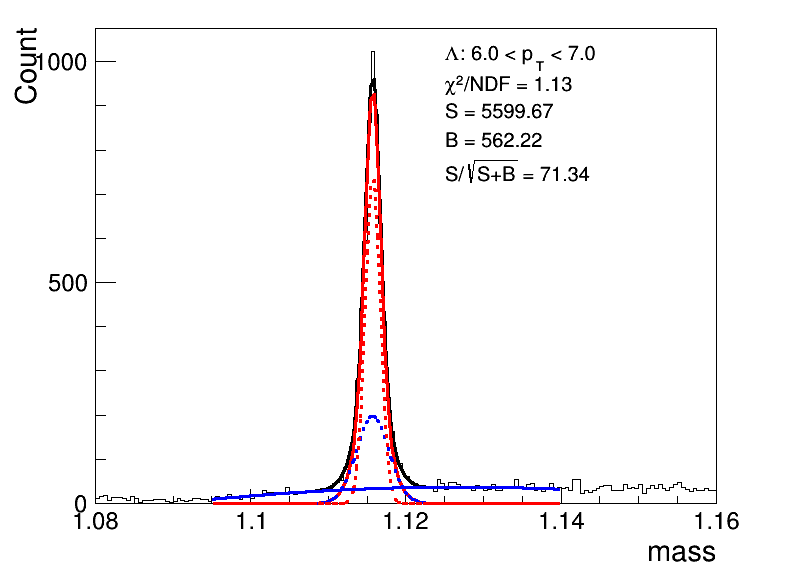 Count
1000
500
0
Λ: 6.0 < p_T < 7.0
χ²/NDF = 1.13
S = 5599.67
B = 562.22
S/√S+B = 71.34
1.08 1.1 1.12 1.14 1.16
mass